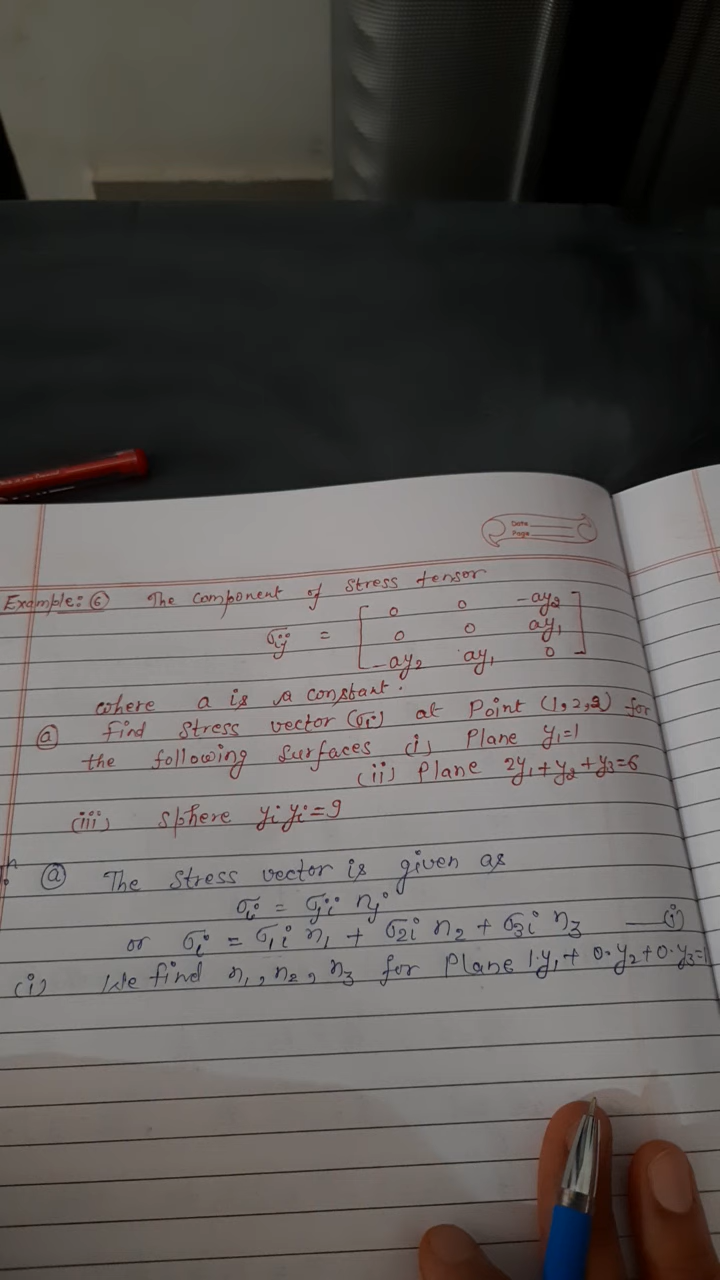 Date
Page
Example: ⑥ The component of stress tensor
σij = [ 0 0 -ay₂
0 0 ay₁
-ay₂ ay₁ 0 ]
where a is a constant.
ⓐ find stress vector (σi) at Point (1,2,2) for
the following surfaces (i) Plane y₁=1
(ii) Plane 2y₁+y₂+y₃=6
(iii) sphere yiyi=9
ⓐ The stress vector is given as
σi = σji nj
or σi = σ1i n₁ + σ2i n₂ + σ3i n₃ —(i)
(i) We find n₁, n₂, n₃ for Plane 1·y₁+0·y₂+0·y₃=1